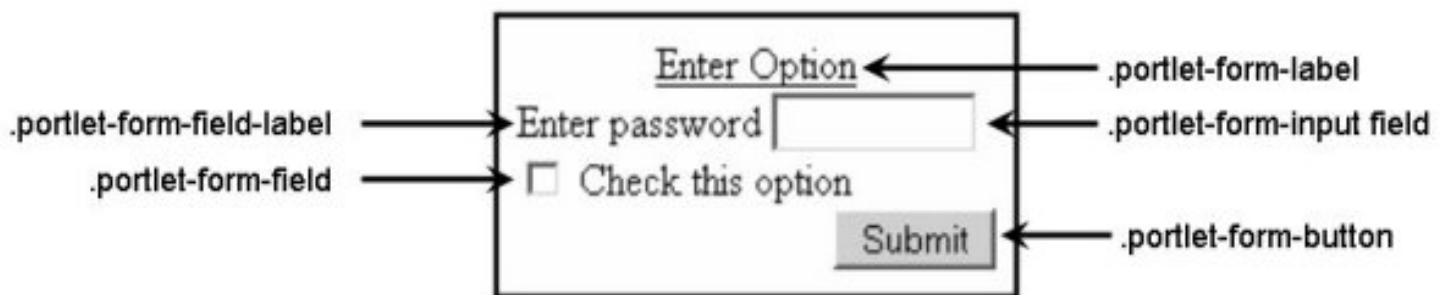 Enter Option
.portlet-form-label
.portlet-form-field-label
Enter password
.portlet-form-input field
.portlet-form-field
Check this option
Submit
.portlet-form-button